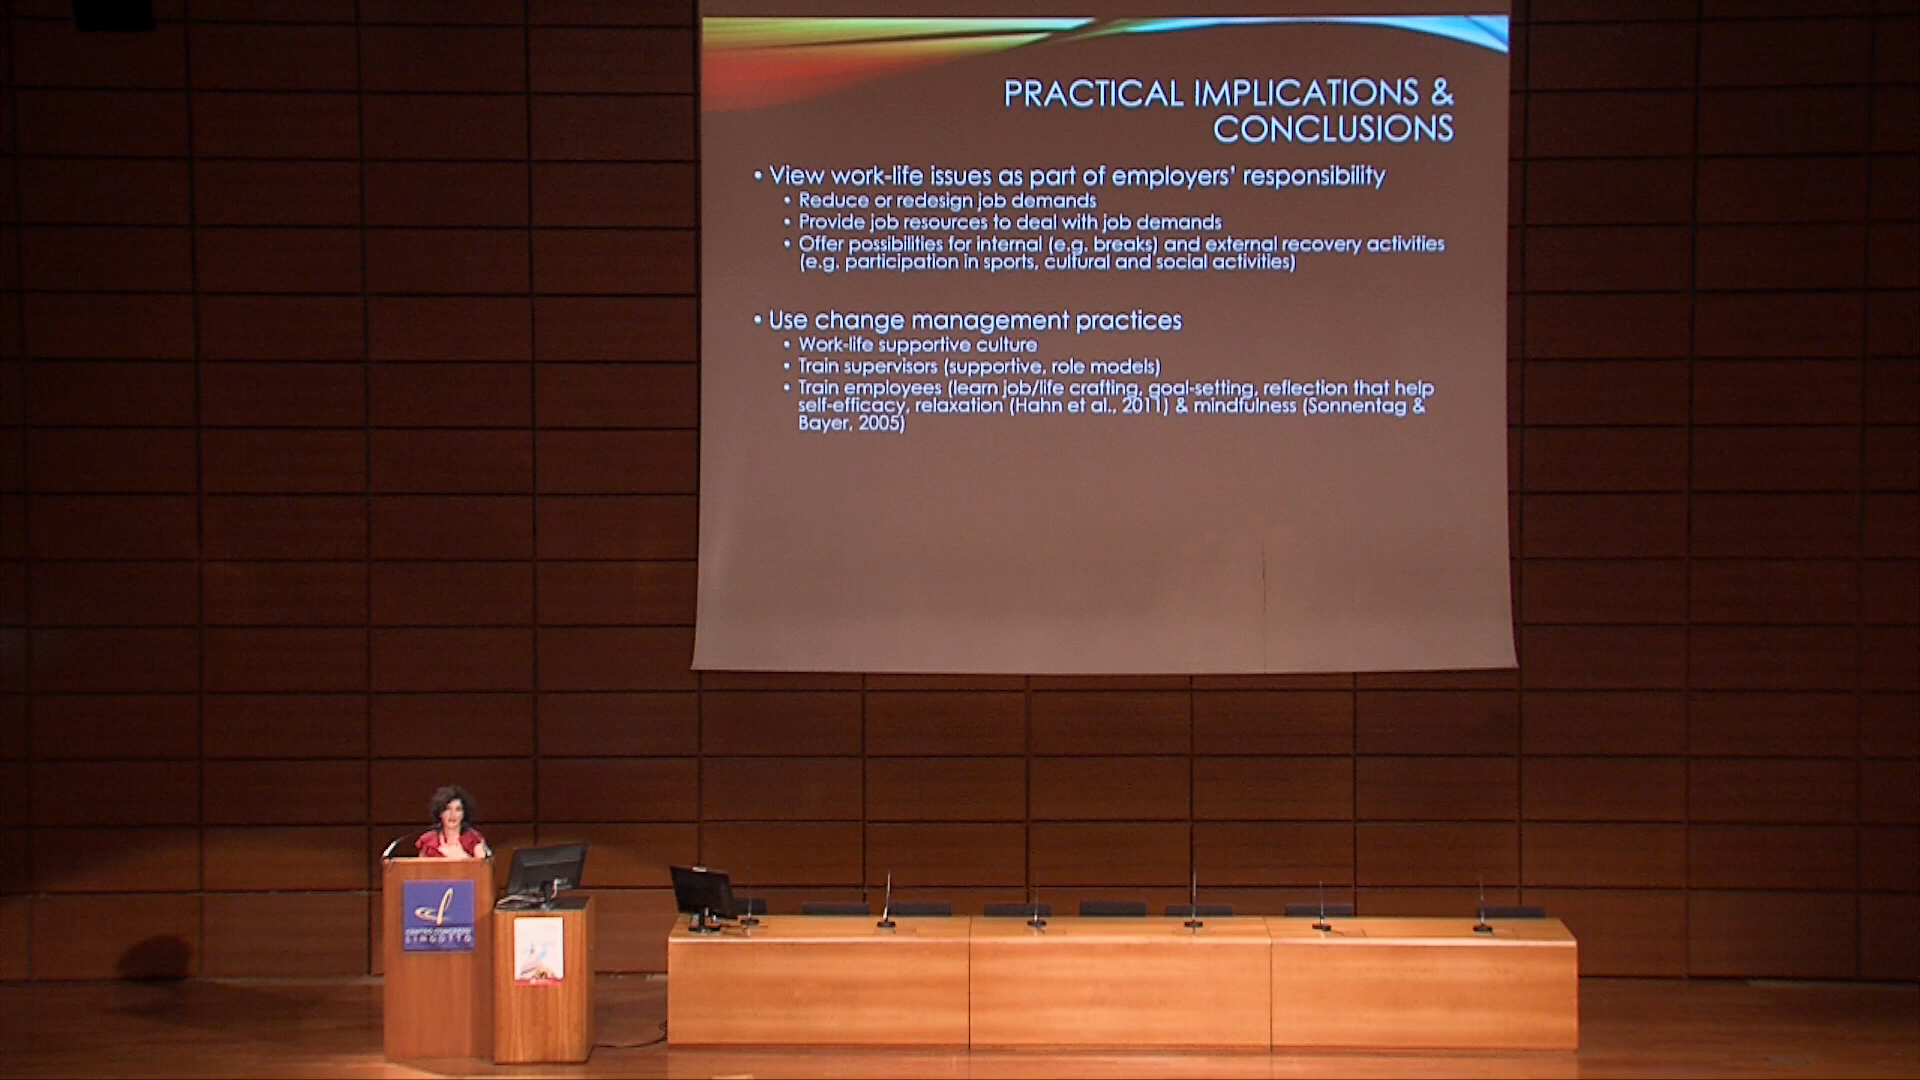 PRACTICAL IMPLICATIONS &
CONCLUSIONS
• View work-life issues as part of employers' responsibility
• Reduce or redesign job demands
• Provide job resources to deal with job demands
• Offer possibilities for internal (e.g. breaks) and external recovery activities
(e.g. participation in sports, cultural and social activities)
• Use change management practices
• Work-life supportive culture
• Train supervisors (supportive, role models)
• Train employees (learn job/life crafting, goal-setting, reflection that help
self-efficacy, relaxation (Hahn et al., 2011) & mindfulness (Sonnentag &
Bayer, 2005)
CENTRO CONGRESSI
LINGOTTO